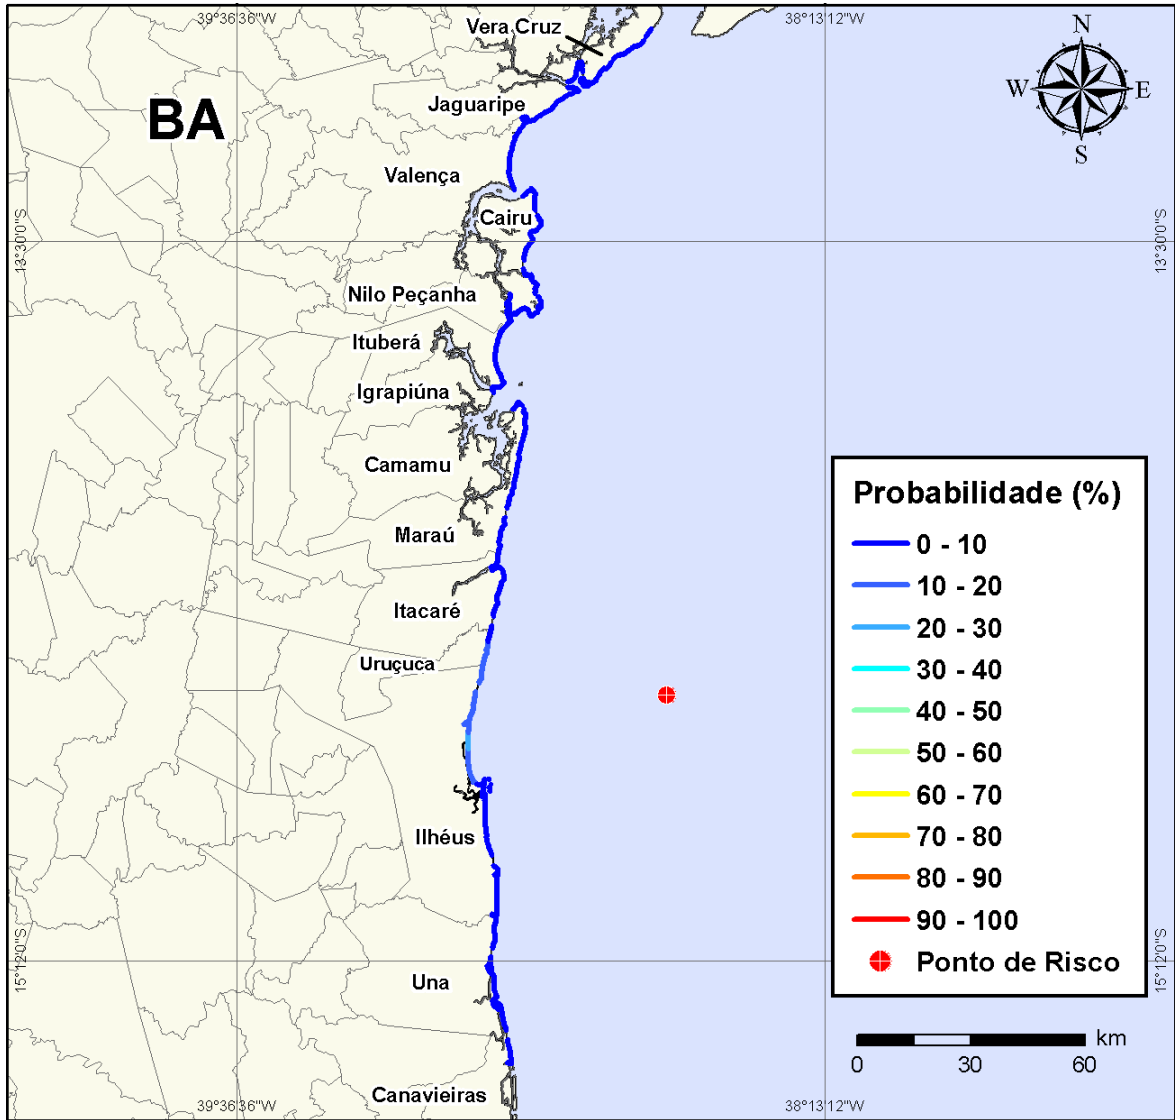 39°36'36"W
38°13'12"W
Vera Cruz
N
W
E
S
BA
Jaguaripe
Valença
Cairu
13°30'0"S
13°30'0"S
Nilo Peçanha
Ituberá
Igrapiúna
Camamu
Maraú
Itacaré
Uruçuca
Ilhéus
Una
Canavieiras
Probabilidade (%)
0 - 10
10 - 20
20 - 30
30 - 40
40 - 50
50 - 60
60 - 70
70 - 80
80 - 90
90 - 100
Ponto de Risco
15°12'0"S
15°12'0"S
km
0
30
60
39°36'36"W
38°13'12"W